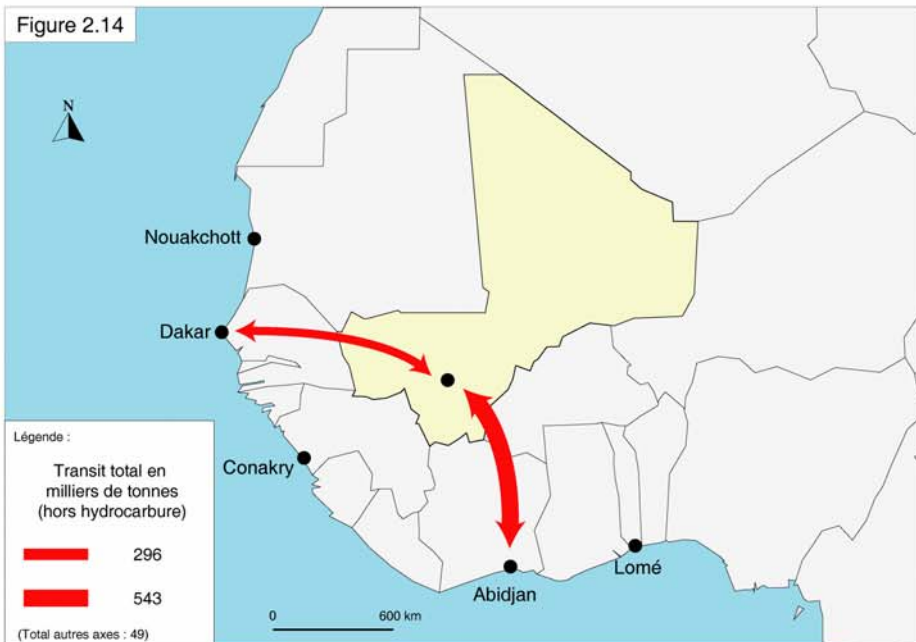 Figure 2.14
N
Nouakchott
Dakar
Conakry
Abidjan
Lomé
Légende :
Transit total en
milliers de tonnes
(hors hydrocarbure)
296
543
(Total autres axes : 49)
0 600 km